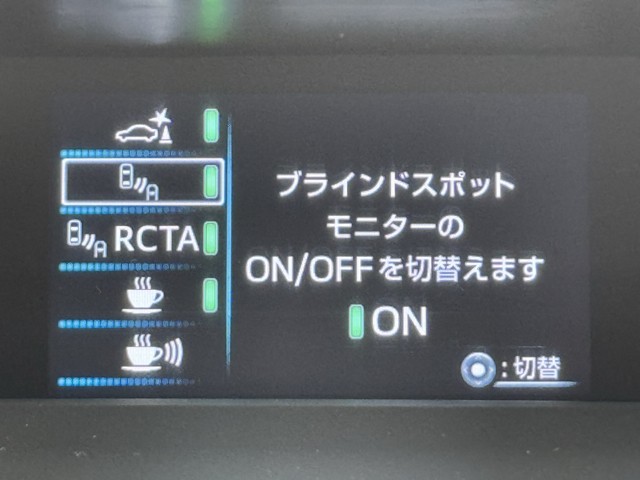 RCTA
ブラインドスポット
モニターの
ON/OFFを切替えます
ON
:切替